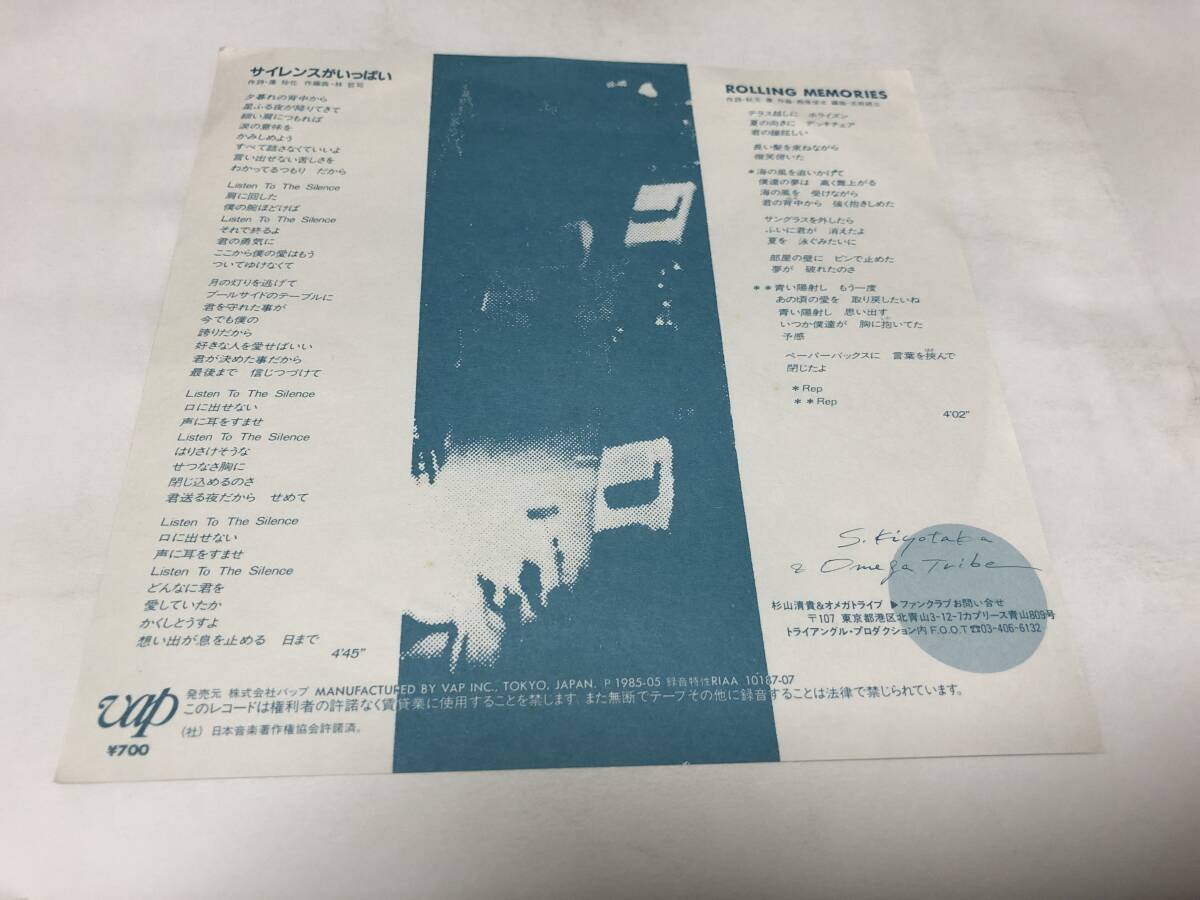 サイレンスがいっぱい
夕暮れの背中から
星ふる夜が降りてきて
細い肩につもれば
涙の意味を
かみしめよう
すべて話さなくていいよ
言い出せない苦しさを
わかってるつもり だから
Listen To The Silence
肩に回した
僕の腕ほどけば
Listen To The Silence
それで終るよ
君の勇気に
ここから僕の愛はもう
ついてゆけなくて
月の灯りを逃げて
プールサイドのテーブルに
君を守れた事が
今でも僕の
誇りだから
好きな人を愛せばいい
君が決めた事だから
最後まで 信じつづけて
Listen To The Silence
口に出せない
声に耳をすませ
Listen To The Silence
はりさけそうな
せつなさ胸に
閉じ込めるのさ
君送る夜だから せめて
Listen To The Silence
口に出せない
声に耳をすませ
Listen To The Silence
どんなに君を
愛していたか
かくしとうすよ
想い出が息を止める 日まで
4'45"
ROLLING MEMORIES
テラス越しに ホライズン
夏の向きに デッキチェア
君の瞳眩しい
長い髪を束ねながら
微笑俯いた
*海の風を追いかけて
僕達の夢は 高く舞上がる
海の風を 受けながら
君の背中から 強く抱きしめた
サングラスを外したら
ふいに君が 消えたよ
夏を 泳ぐみたいに
部屋の壁に ピンで止めた
夢が 破れたのさ
**青い陽射し もう一度
あの頃の愛を 取り戻したいね
青い陽射し 思い出す
いつか僕達が 胸に抱いてた
予感
ペーパーバックスに 言葉を挟んで
閉じたよ
*Rep
**Rep
4'02"
S. Kiyotaka
& Omega Tribe
杉山清貴&オメガトライブ ▶ファンクラブお問い合せ
〒107 東京都港区北青山3-12-7カプリース青山809号
トライアングル・プロダクション内 F.O.O.T☎03-406-6132
vap
¥700
発売元 株式会社バップ MANUFACTURED BY VAP INC., TOKYO, JAPAN. P 1985-05 録音特性RIAA 10187-07
このレコードは権利者の許諾なく賃貸業に使用することを禁じます。また無断でテープその他に録音することは法律で禁じられています。
(社)日本音楽著作権協会許諾済。